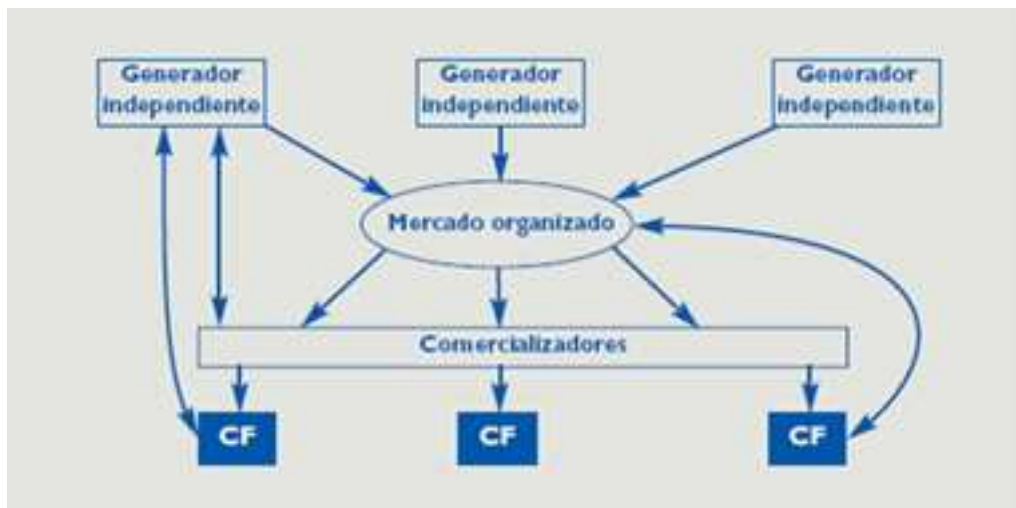 Generador
independiente
Generador
independiente
Generador
independiente
Mercado organizado
Comercializadores
CF
CF
CF